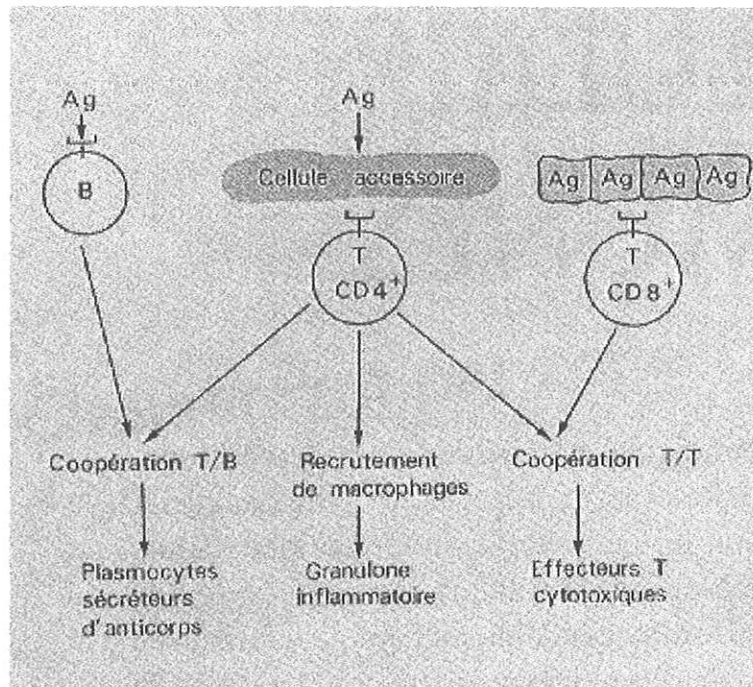 Ag
Ag
B
Cellule accessoire
Ag Ag Ag Ag
T
CD4+
T
CD8+
Coopération T/B
Recrutement
de macrophages
Coopération T/T
Plasmocytes
sécréteurs
d'anticorps
Granulone
inflammatoire
Effecteurs T
cytotoxiques